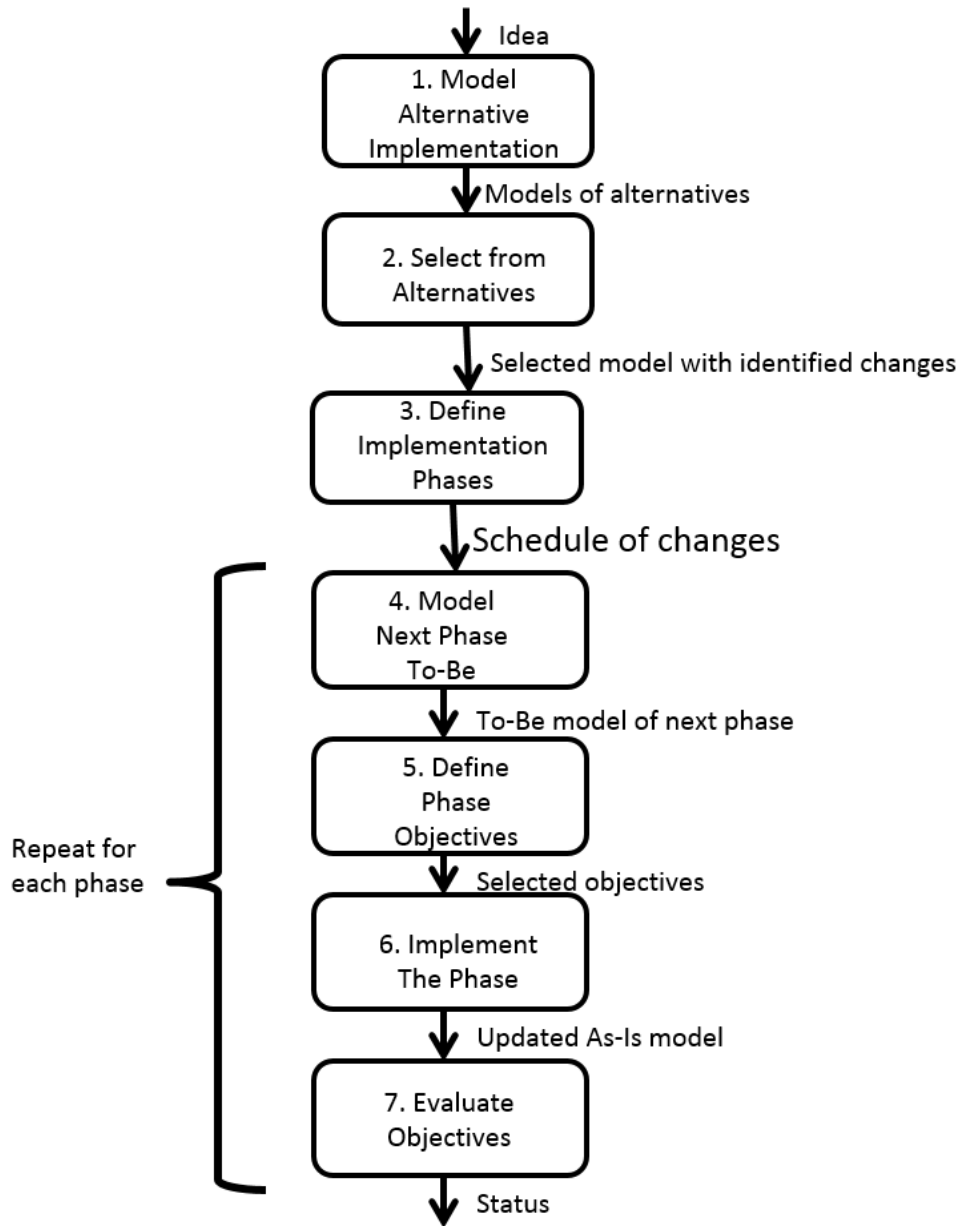 Idea
1. Model
Alternative
Implementation
Models of alternatives
2. Select from
Alternatives
Selected model with identified changes
3. Define
Implementation
Phases
Schedule of changes
4. Model
Next Phase
To-Be
To-Be model of next phase
5. Define
Phase
Objectives
Repeat for
each phase
Selected objectives
6. Implement
The Phase
Updated As-Is model
7. Evaluate
Objectives
Status